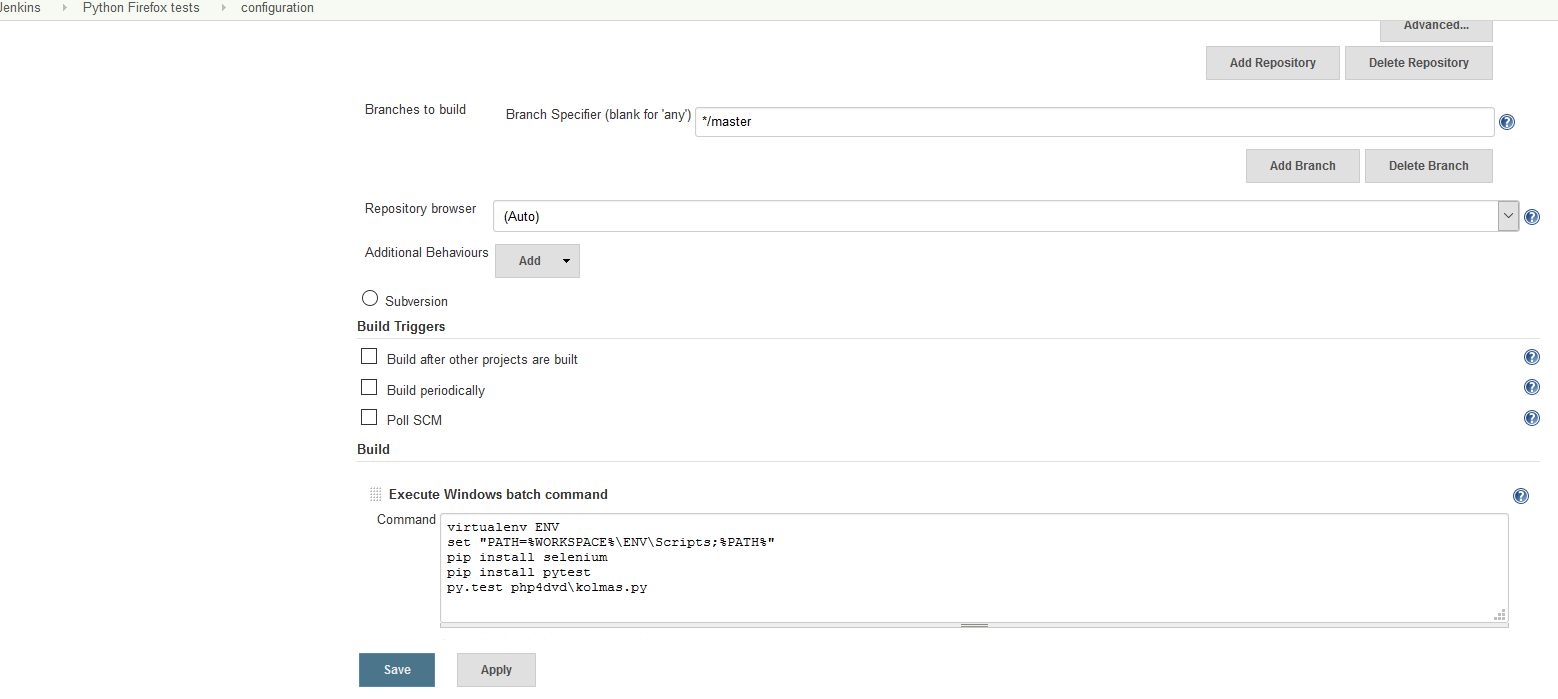 Jenkins Python Firefox tests configuration
Advanced...
Add Repository Delete Repository
Branches to build
Branch Specifier (blank for 'any') */master
Add Branch Delete Branch
Repository browser (Auto)
Additional Behaviours Add
Subversion
Build Triggers
Build after other projects are built
Build periodically
Poll SCM
Build
Execute Windows batch command
Command
virtualenv ENV
set "PATH=%WORKSPACE%\ENV\Scripts;%PATH%"
pip install selenium
pip install pytest
py.test php4dvd\kolmas.py
Save Apply